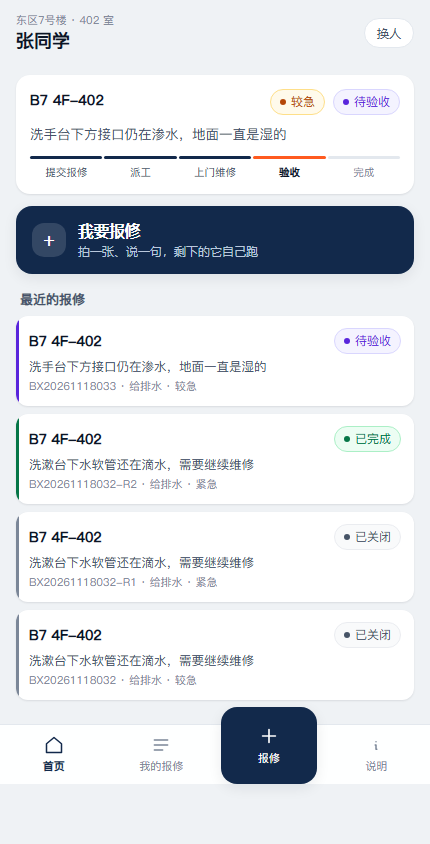 东区7号楼 · 402 室
张同学
换人
B7 4F-402
较急
待验收
洗手台下方接口仍在渗水，地面一直是湿的
提交报修
派工
上门维修
验收
完成
我要报修
拍一张、说一句，剩下的它自己跑
最近的报修
B7 4F-402
待验收
洗手台下方接口仍在渗水，地面一直是湿的
BX20261118033 · 给排水 · 较急
B7 4F-402
已完成
洗漱台下水软管还在滴水，需要继续维修
BX20261118032-R2 · 给排水 · 紧急
B7 4F-402
已关闭
洗漱台下水软管还在滴水，需要继续维修
BX20261118032-R1 · 给排水 · 紧急
B7 4F-402
已关闭
洗漱台下水软管还在滴水，需要继续维修
BX20261118032 · 给排水 · 较急
首页
我的报修
报修
说明